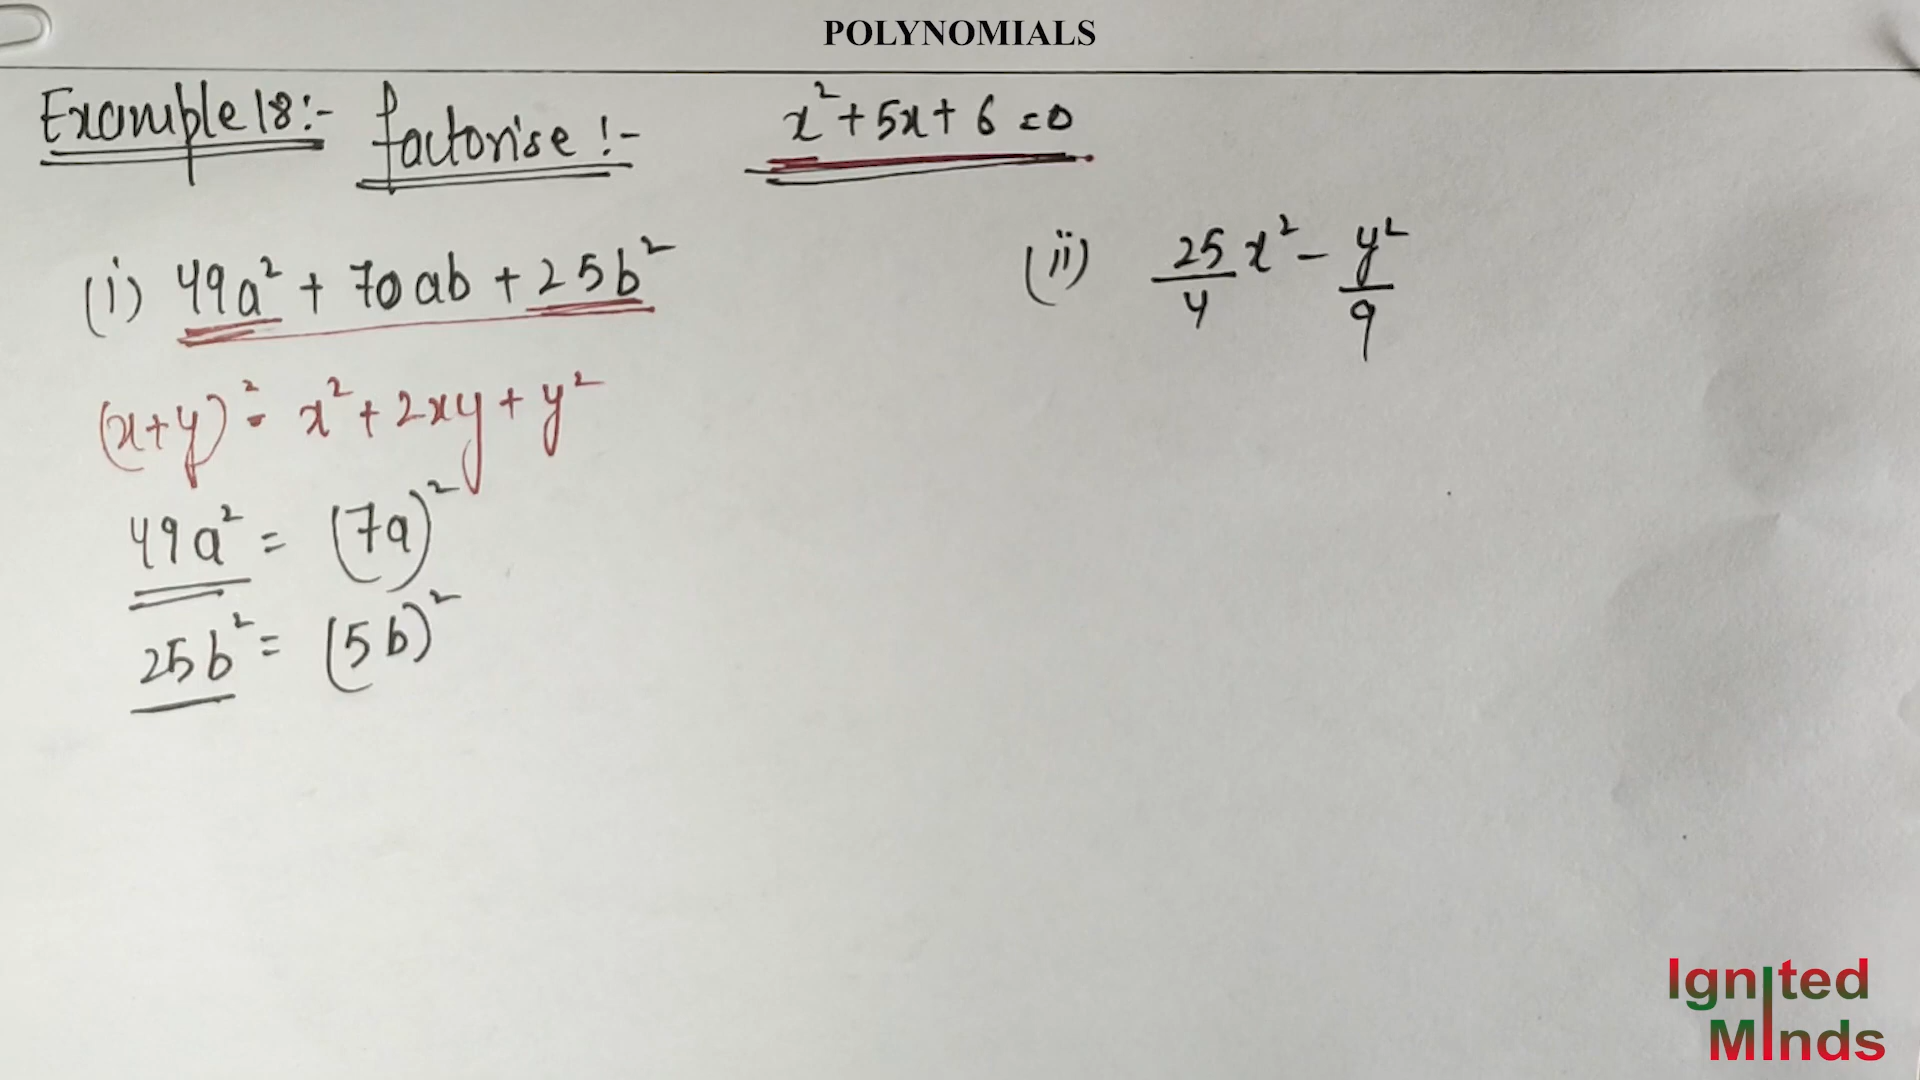 POLYNOMIALS
Example 18:- factorise :- x² + 5x + 6 = 0
(i) 49a² + 70ab + 25b²
(ii) 25/4 x² - y²/9
(x+y)² = x² + 2xy + y²
49a² = (7a)²
25b² = (5b)²
Ignited
Minds